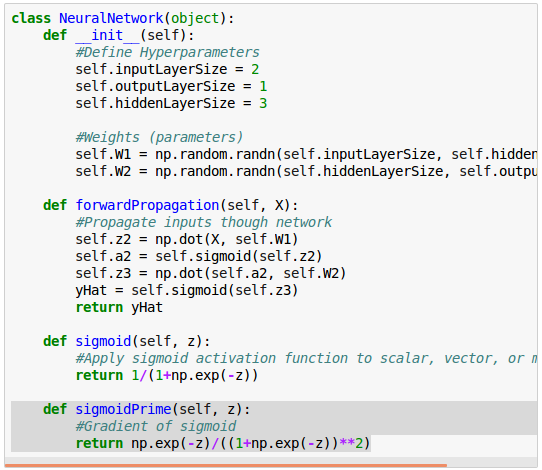 class NeuralNetwork(object):
    def __init__(self):
        #Define Hyperparameters
        self.inputLayerSize = 2
        self.outputLayerSize = 1
        self.hiddenLayerSize = 3

        #Weights (parameters)
        self.W1 = np.random.randn(self.inputLayerSize, self.hidden
        self.W2 = np.random.randn(self.hiddenLayerSize, self.outpu

    def forwardPropagation(self, X):
        #Propagate inputs though network
        self.z2 = np.dot(X, self.W1)
        self.a2 = self.sigmoid(self.z2)
        self.z3 = np.dot(self.a2, self.W2)
        yHat = self.sigmoid(self.z3)
        return yHat

    def sigmoid(self, z):
        #Apply sigmoid activation function to scalar, vector, or
        return 1/(1+np.exp(-z))

    def sigmoidPrime(self, z):
        #Gradient of sigmoid
        return np.exp(-z)/((1+np.exp(-z))**2)